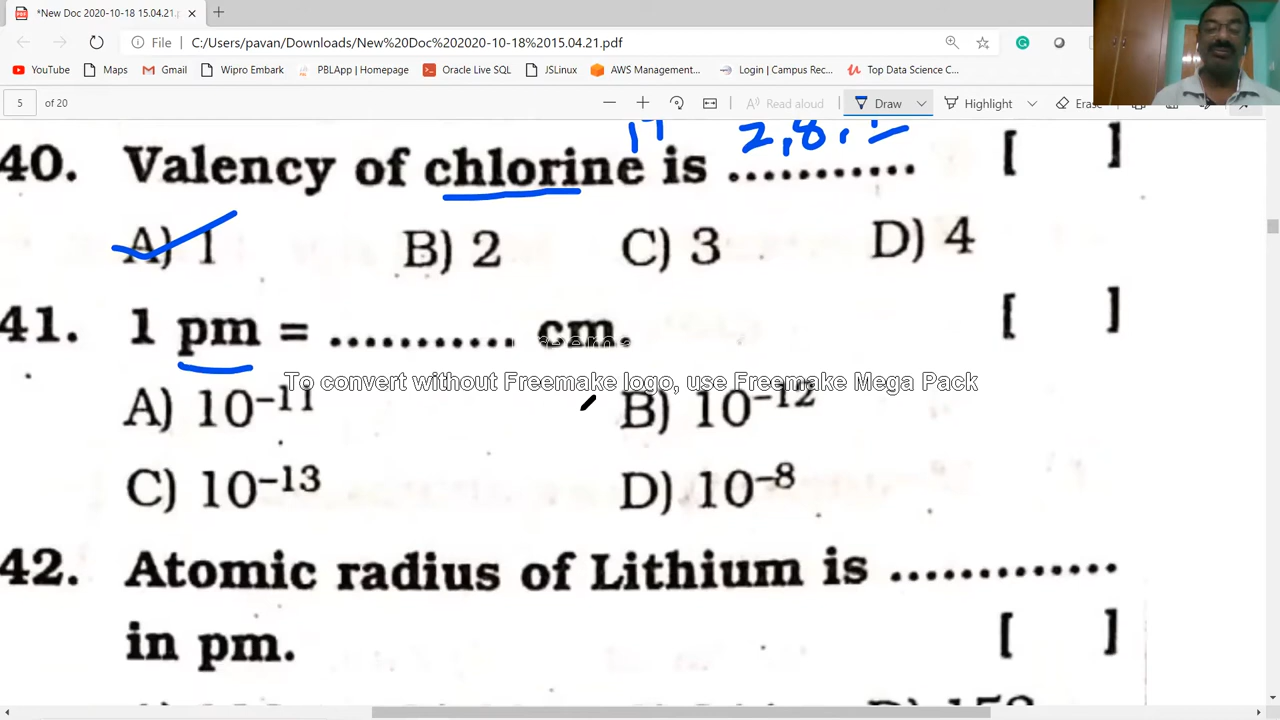 *New Doc 2020-10-18 15.04.21.p
File C:/Users/pavan/Downloads/New%20Doc%202020-10-18%2015.04.21.pdf
YouTube Maps Gmail Wipro Embark PBLApp | Homepage Oracle Live SQL JSLinux AWS Management... Login | Campus Rec... Top Data Science C...
5 of 20 Read aloud Draw Highlight Erase
2,8,
40. Valency of chlorine is ........... [ ]
A) 1 B) 2 C) 3 D) 4
41. 1 pm = ........... cm. [ ]
To convert without Freemake logo, use Freemake Mega Pack
A) 10⁻¹¹ B) 10⁻¹²
C) 10⁻¹³ D) 10⁻⁸
42. Atomic radius of Lithium is .............
in pm. [ ]